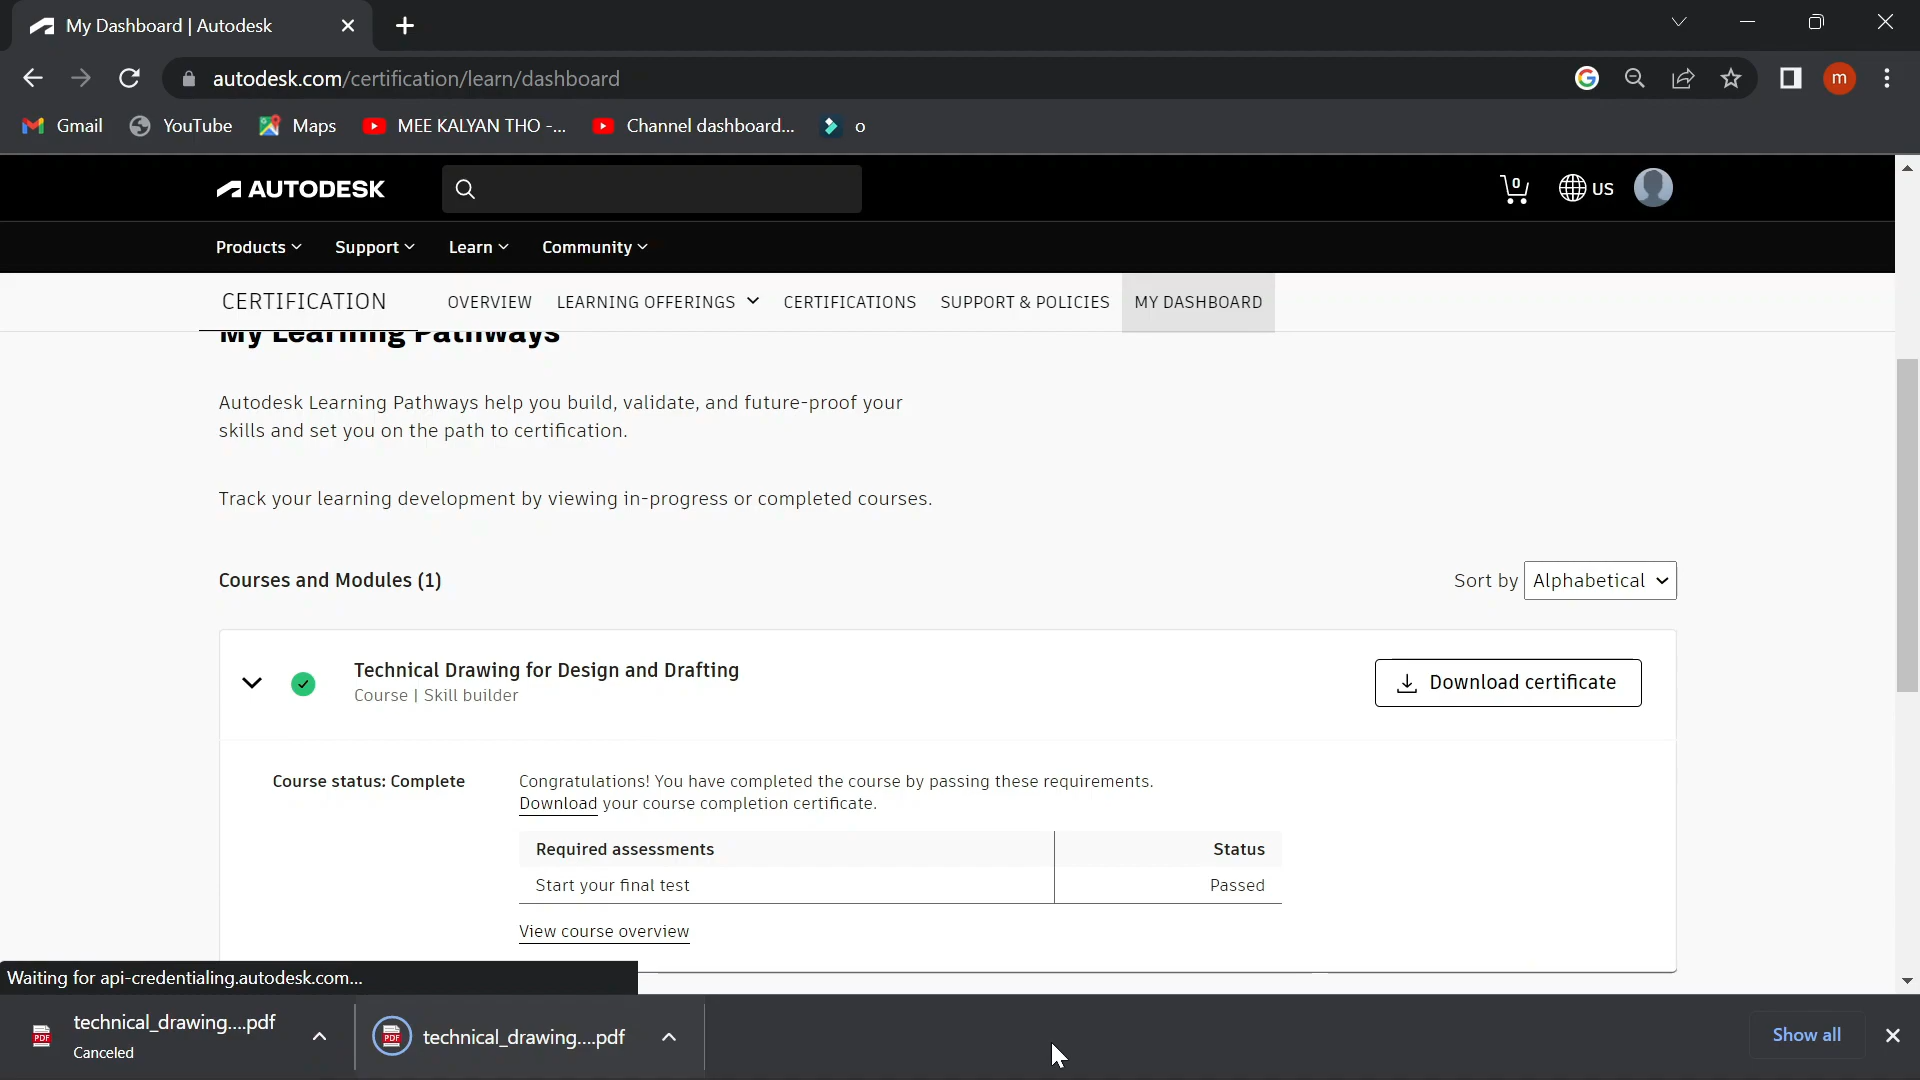 My Dashboard | Autodesk
autodesk.com/certification/learn/dashboard
m
Gmail
YouTube
Maps
MEE KALYAN THO -...
Channel dashboard...
o
AUTODESK
0
US
Products
Support
Learn
Community
CERTIFICATION
OVERVIEW
LEARNING OFFERINGS
CERTIFICATIONS
SUPPORT & POLICIES
MY DASHBOARD
My Learning Pathways
Autodesk Learning Pathways help you build, validate, and future-proof your
skills and set you on the path to certification.
Track your learning development by viewing in-progress or completed courses.
Courses and Modules (1)
Sort by Alphabetical
Technical Drawing for Design and Drafting
Course | Skill builder
Download certificate
Course status: Complete
Congratulations! You have completed the course by passing these requirements.
Download your course completion certificate.
Required assessments
Status
Start your final test
Passed
View course overview
Waiting for api-credentialing.autodesk.com...
PDF
technical_drawing....pdf
Canceled
PDF
technical_drawing....pdf
Show all